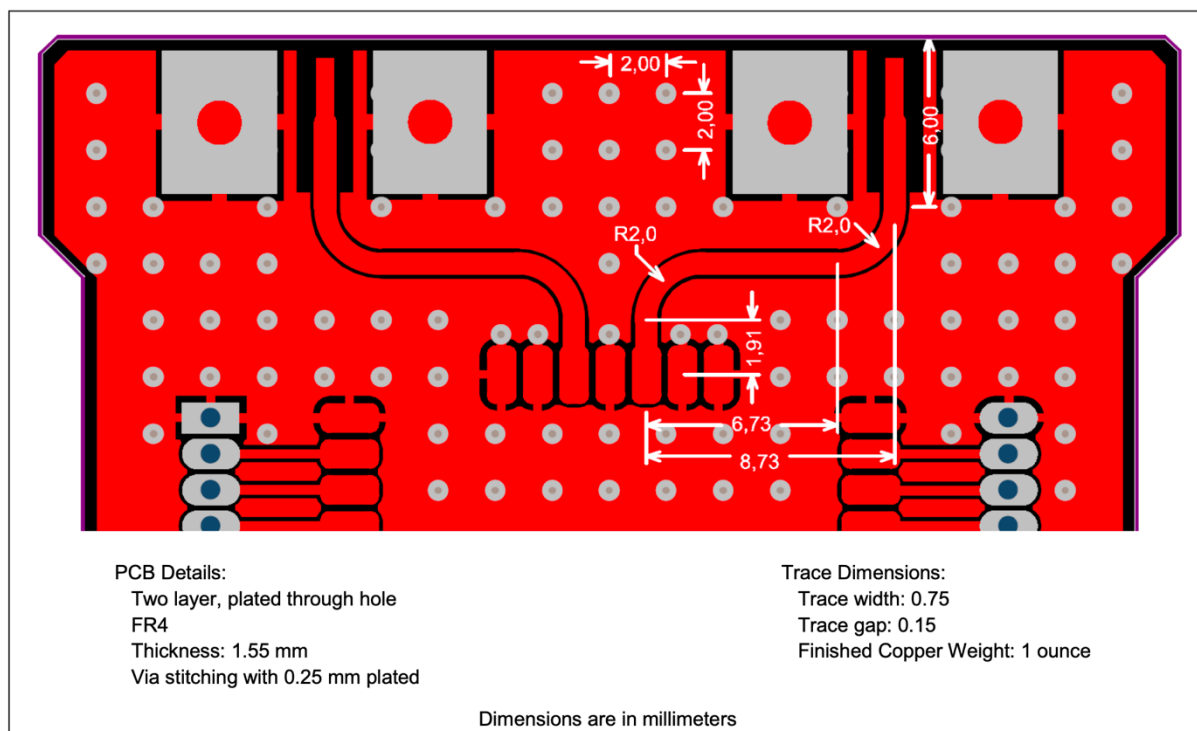 2,00
2,00
6,00
R2,0
R2,0
1,91
6,73
8,73
PCB Details:
Two layer, plated through hole
FR4
Thickness: 1.55 mm
Via stitching with 0.25 mm plated
Trace Dimensions:
Trace width: 0.75
Trace gap: 0.15
Finished Copper Weight: 1 ounce
Dimensions are in millimeters